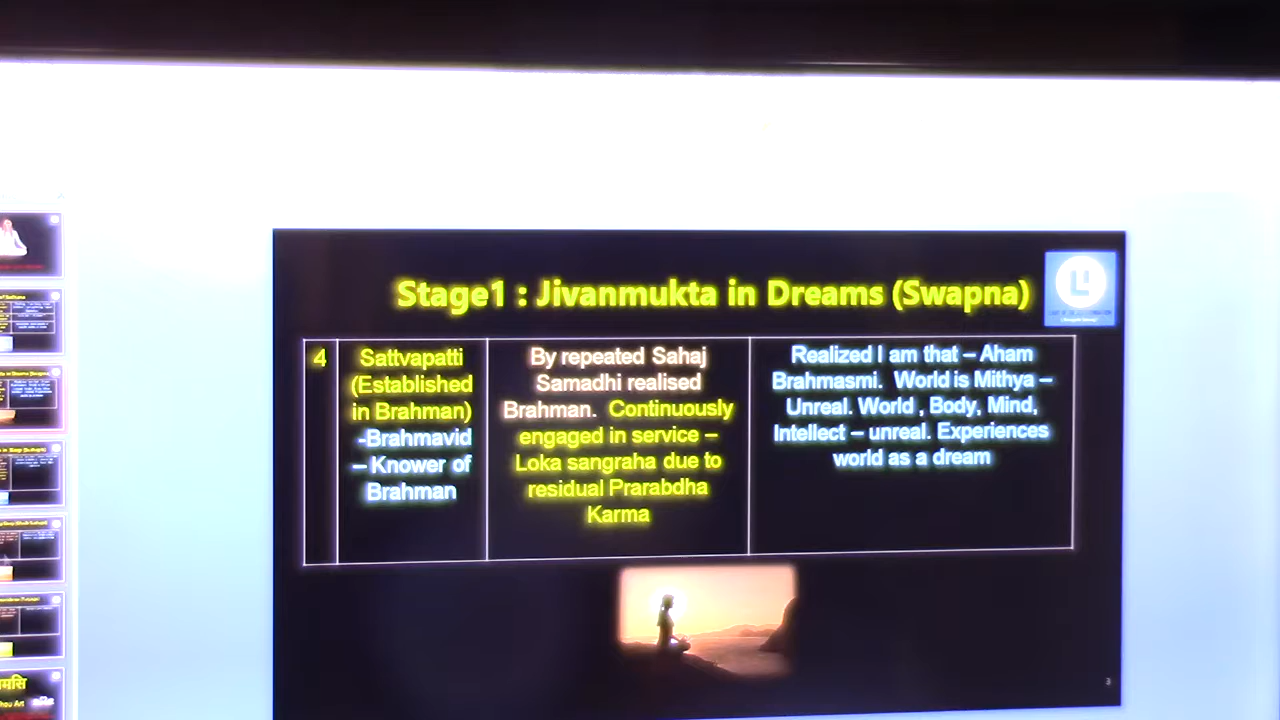 Stage1 : Jivanmukta in Dreams (Swapna)
4
Sattvapatti
(Established
in Brahman)
-Brahmavid
– Knower of
Brahman
By repeated Sahaj
Samadhi realised
Brahman. Continuously
engaged in service –
Loka sangraha due to
residual Prarabdha
Karma
Realized I am that – Aham
Brahmasmi. World is Mithya –
Unreal. World , Body, Mind,
Intellect – unreal. Experiences
world as a dream
3